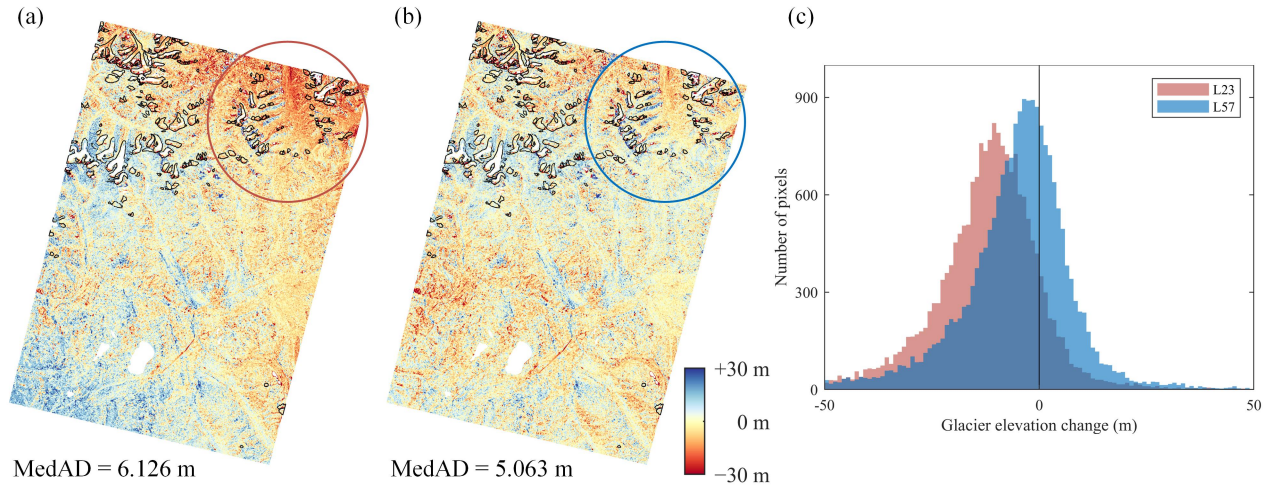 (a)
(b)
(c)
MedAD = 6.126 m
MedAD = 5.063 m
+30 m
0 m
−30 m
L23
L57
900
600
300
0
Number of pixels
-50
0
50
Glacier elevation change (m)